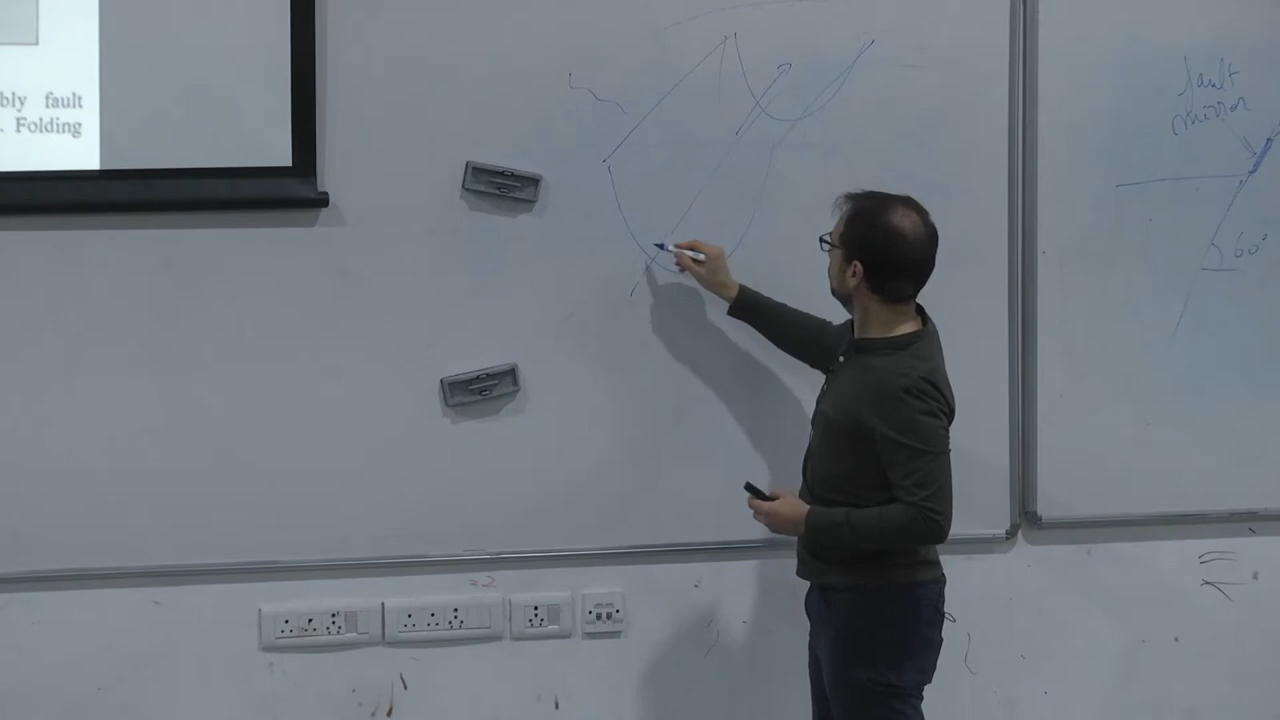 bly fault
. Folding
fault
mirror
60°